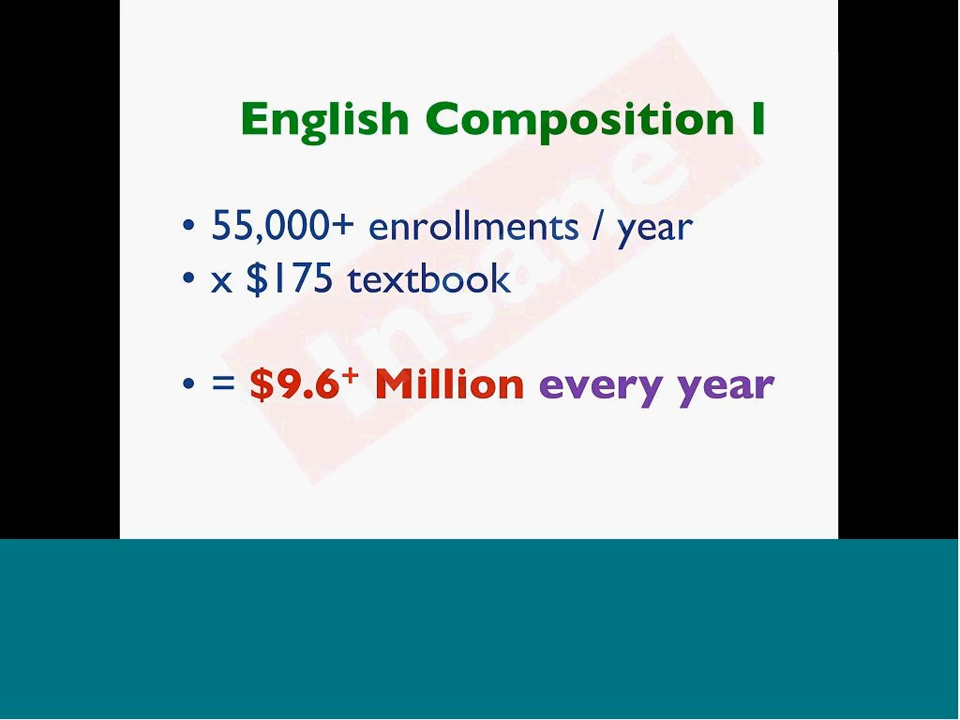 English Composition I
• 55,000+ enrollments / year
• x $175 textbook
• = $9.6+ Million every year
Insane